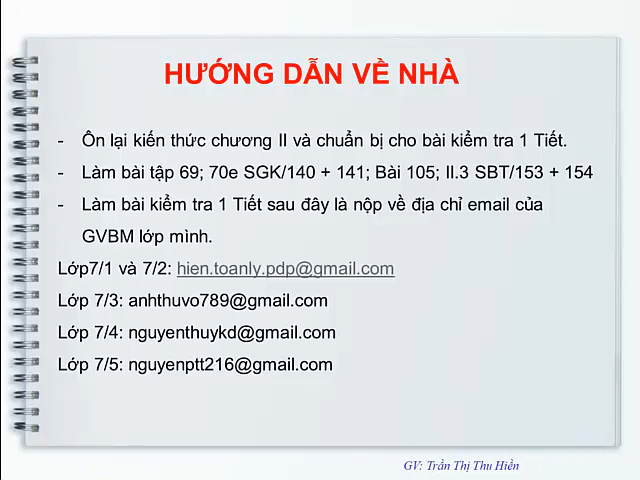 HƯỚNG DẪN VỀ NHÀ
- Ôn lại kiến thức chương II và chuẩn bị cho bài kiểm tra 1 Tiết.
- Làm bài tập 69; 70e SGK/140 + 141; Bài 105; II.3 SBT/153 + 154
- Làm bài kiểm tra 1 Tiết sau đây là nộp về địa chỉ email của
GVBM lớp mình.
Lớp7/1 và 7/2: hien.toanly.pdp@gmail.com
Lớp 7/3: anhthuvo789@gmail.com
Lớp 7/4: nguyenthuykd@gmail.com
Lớp 7/5: nguyenptt216@gmail.com
GV: Trần Thị Thu Hiền